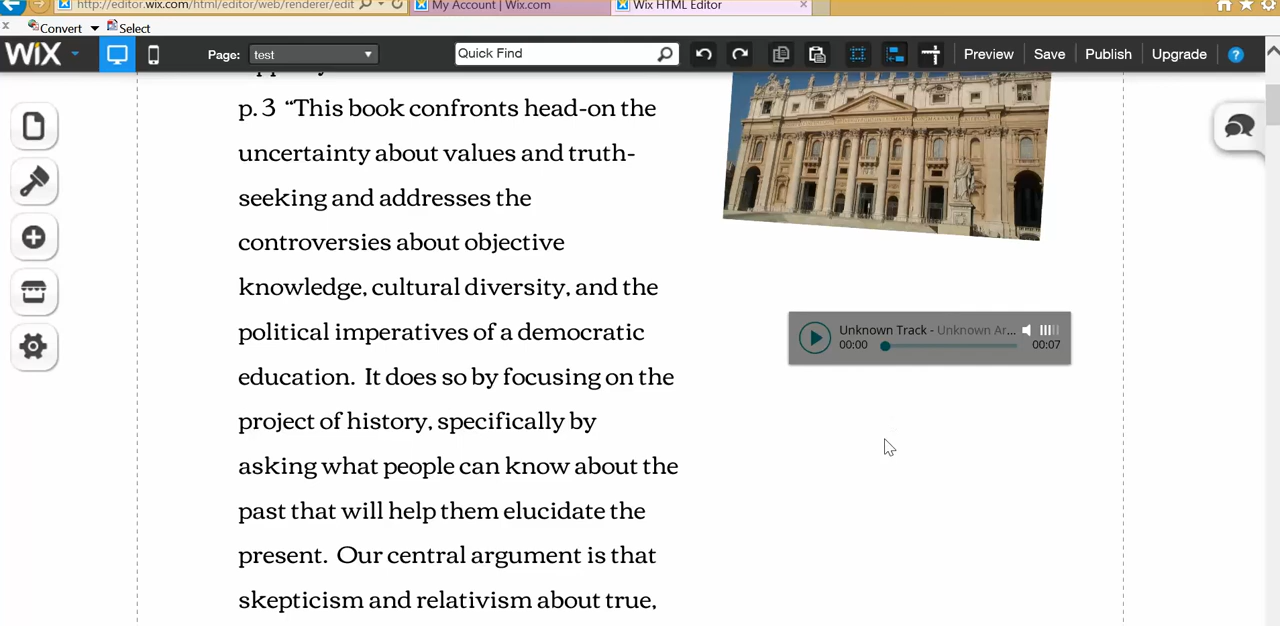 http://editor.wix.com/html/editor/web/renderer/edit
My Account | Wix.com
Wix HTML Editor
Convert
Select
WiX
Page:
test
Quick Find
Preview
Save
Publish
Upgrade
?
p. 3 “This book confronts head-on the
uncertainty about values and truth-
seeking and addresses the
controversies about objective
knowledge, cultural diversity, and the
political imperatives of a democratic
education. It does so by focusing on the
project of history, specifically by
asking what people can know about the
past that will help them elucidate the
present. Our central argument is that
skepticism and relativism about true,
Unknown Track - Unknown Ar...
00:00
00:07